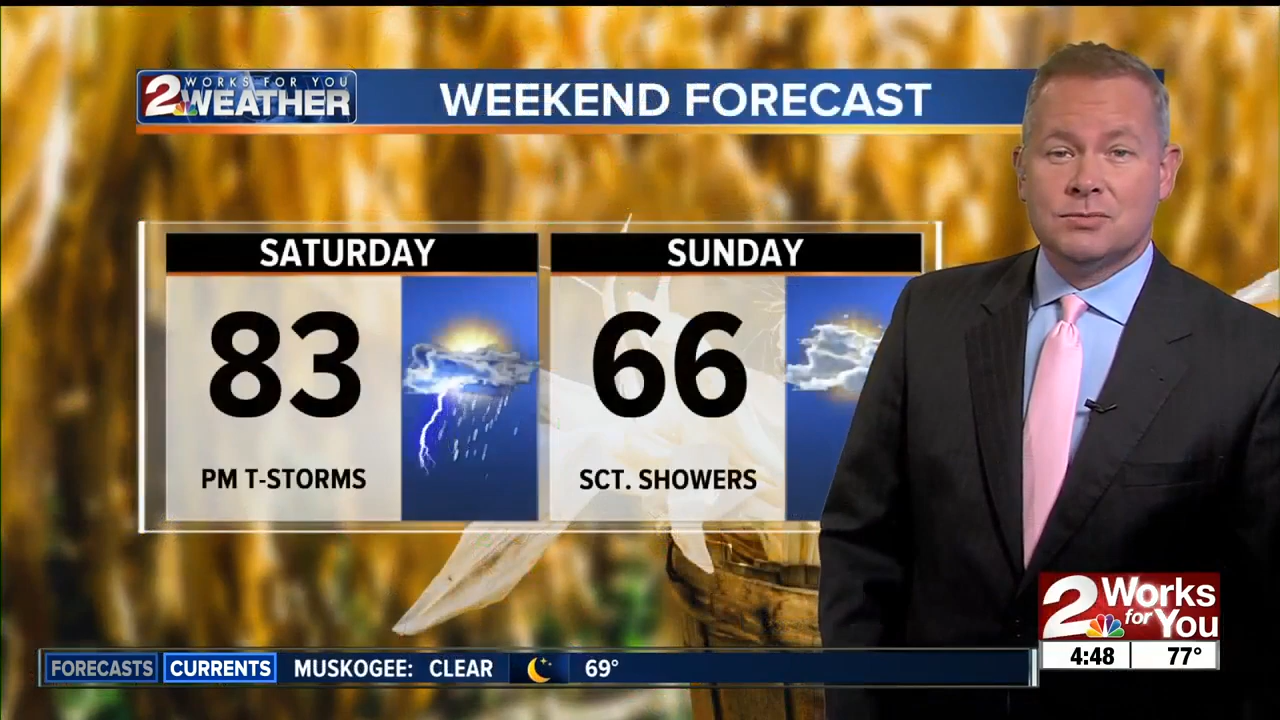 2 WORKS FOR YOU
WEATHER
WEEKEND FORECAST
SATURDAY
83
PM T-STORMS
SUNDAY
66
SCT. SHOWERS
2 Works
for You
4:48 77°
FORECASTS CURRENTS MUSKOGEE: CLEAR 69°